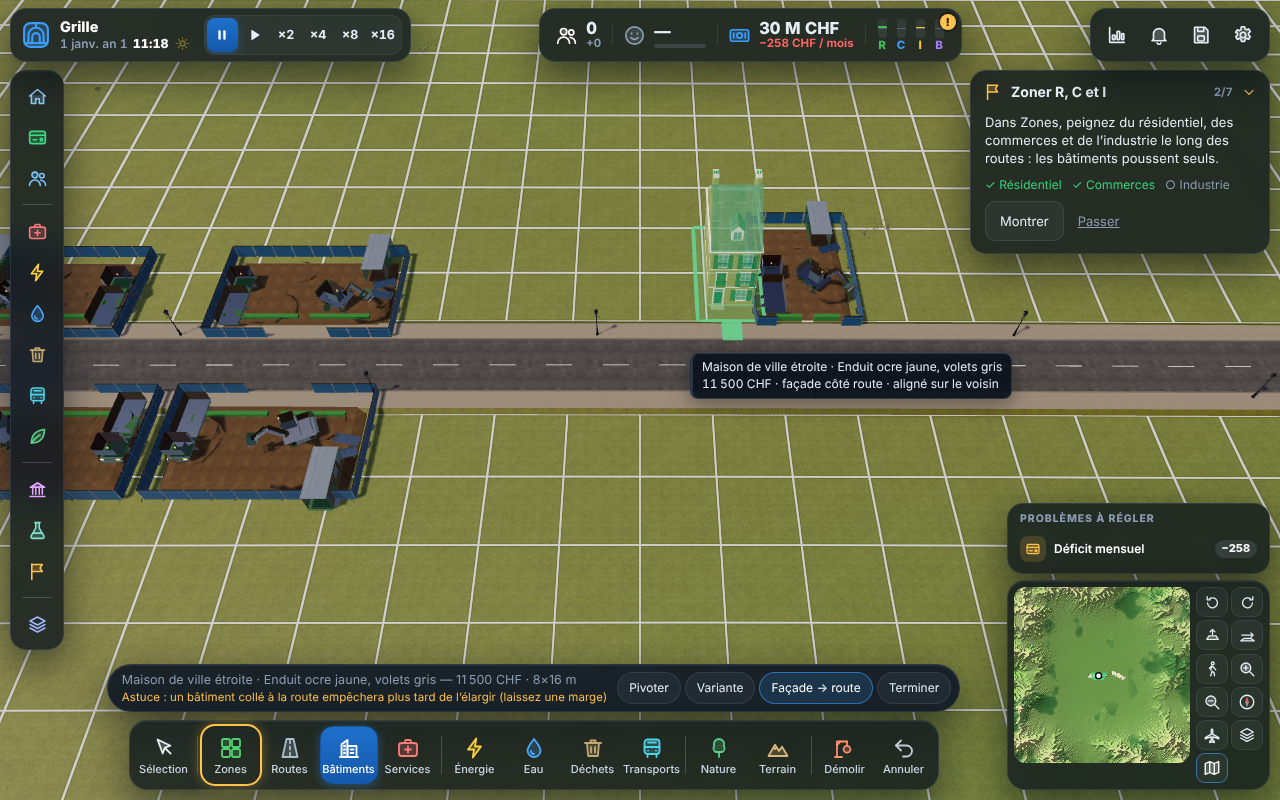 Grille
1 janv. an 1 11:18
×2 ×4 ×8 ×16
0
+0
—
30 M CHF
−258 CHF / mois
R C I B
!
Zoner R, C et I
2/7
Dans Zones, peignez du résidentiel, des
commerces et de l’industrie le long des
routes : les bâtiments poussent seuls.
Résidentiel Commerces Industrie
Montrer
Passer
Maison de ville étroite · Enduit ocre jaune, volets gris
11 500 CHF · façade côté route · aligné sur le voisin
PROBLÈMES À RÉGLER
Déficit mensuel
−258
Maison de ville étroite · Enduit ocre jaune, volets gris — 11 500 CHF · 8×16 m
Astuce : un bâtiment collé à la route empêchera plus tard de l’élargir (laissez une marge)
Pivoter
Variante
Façade → route
Terminer
Sélection
Zones
Routes
Bâtiments
Services
Énergie
Eau
Déchets
Transports
Nature
Terrain
Démolir
Annuler